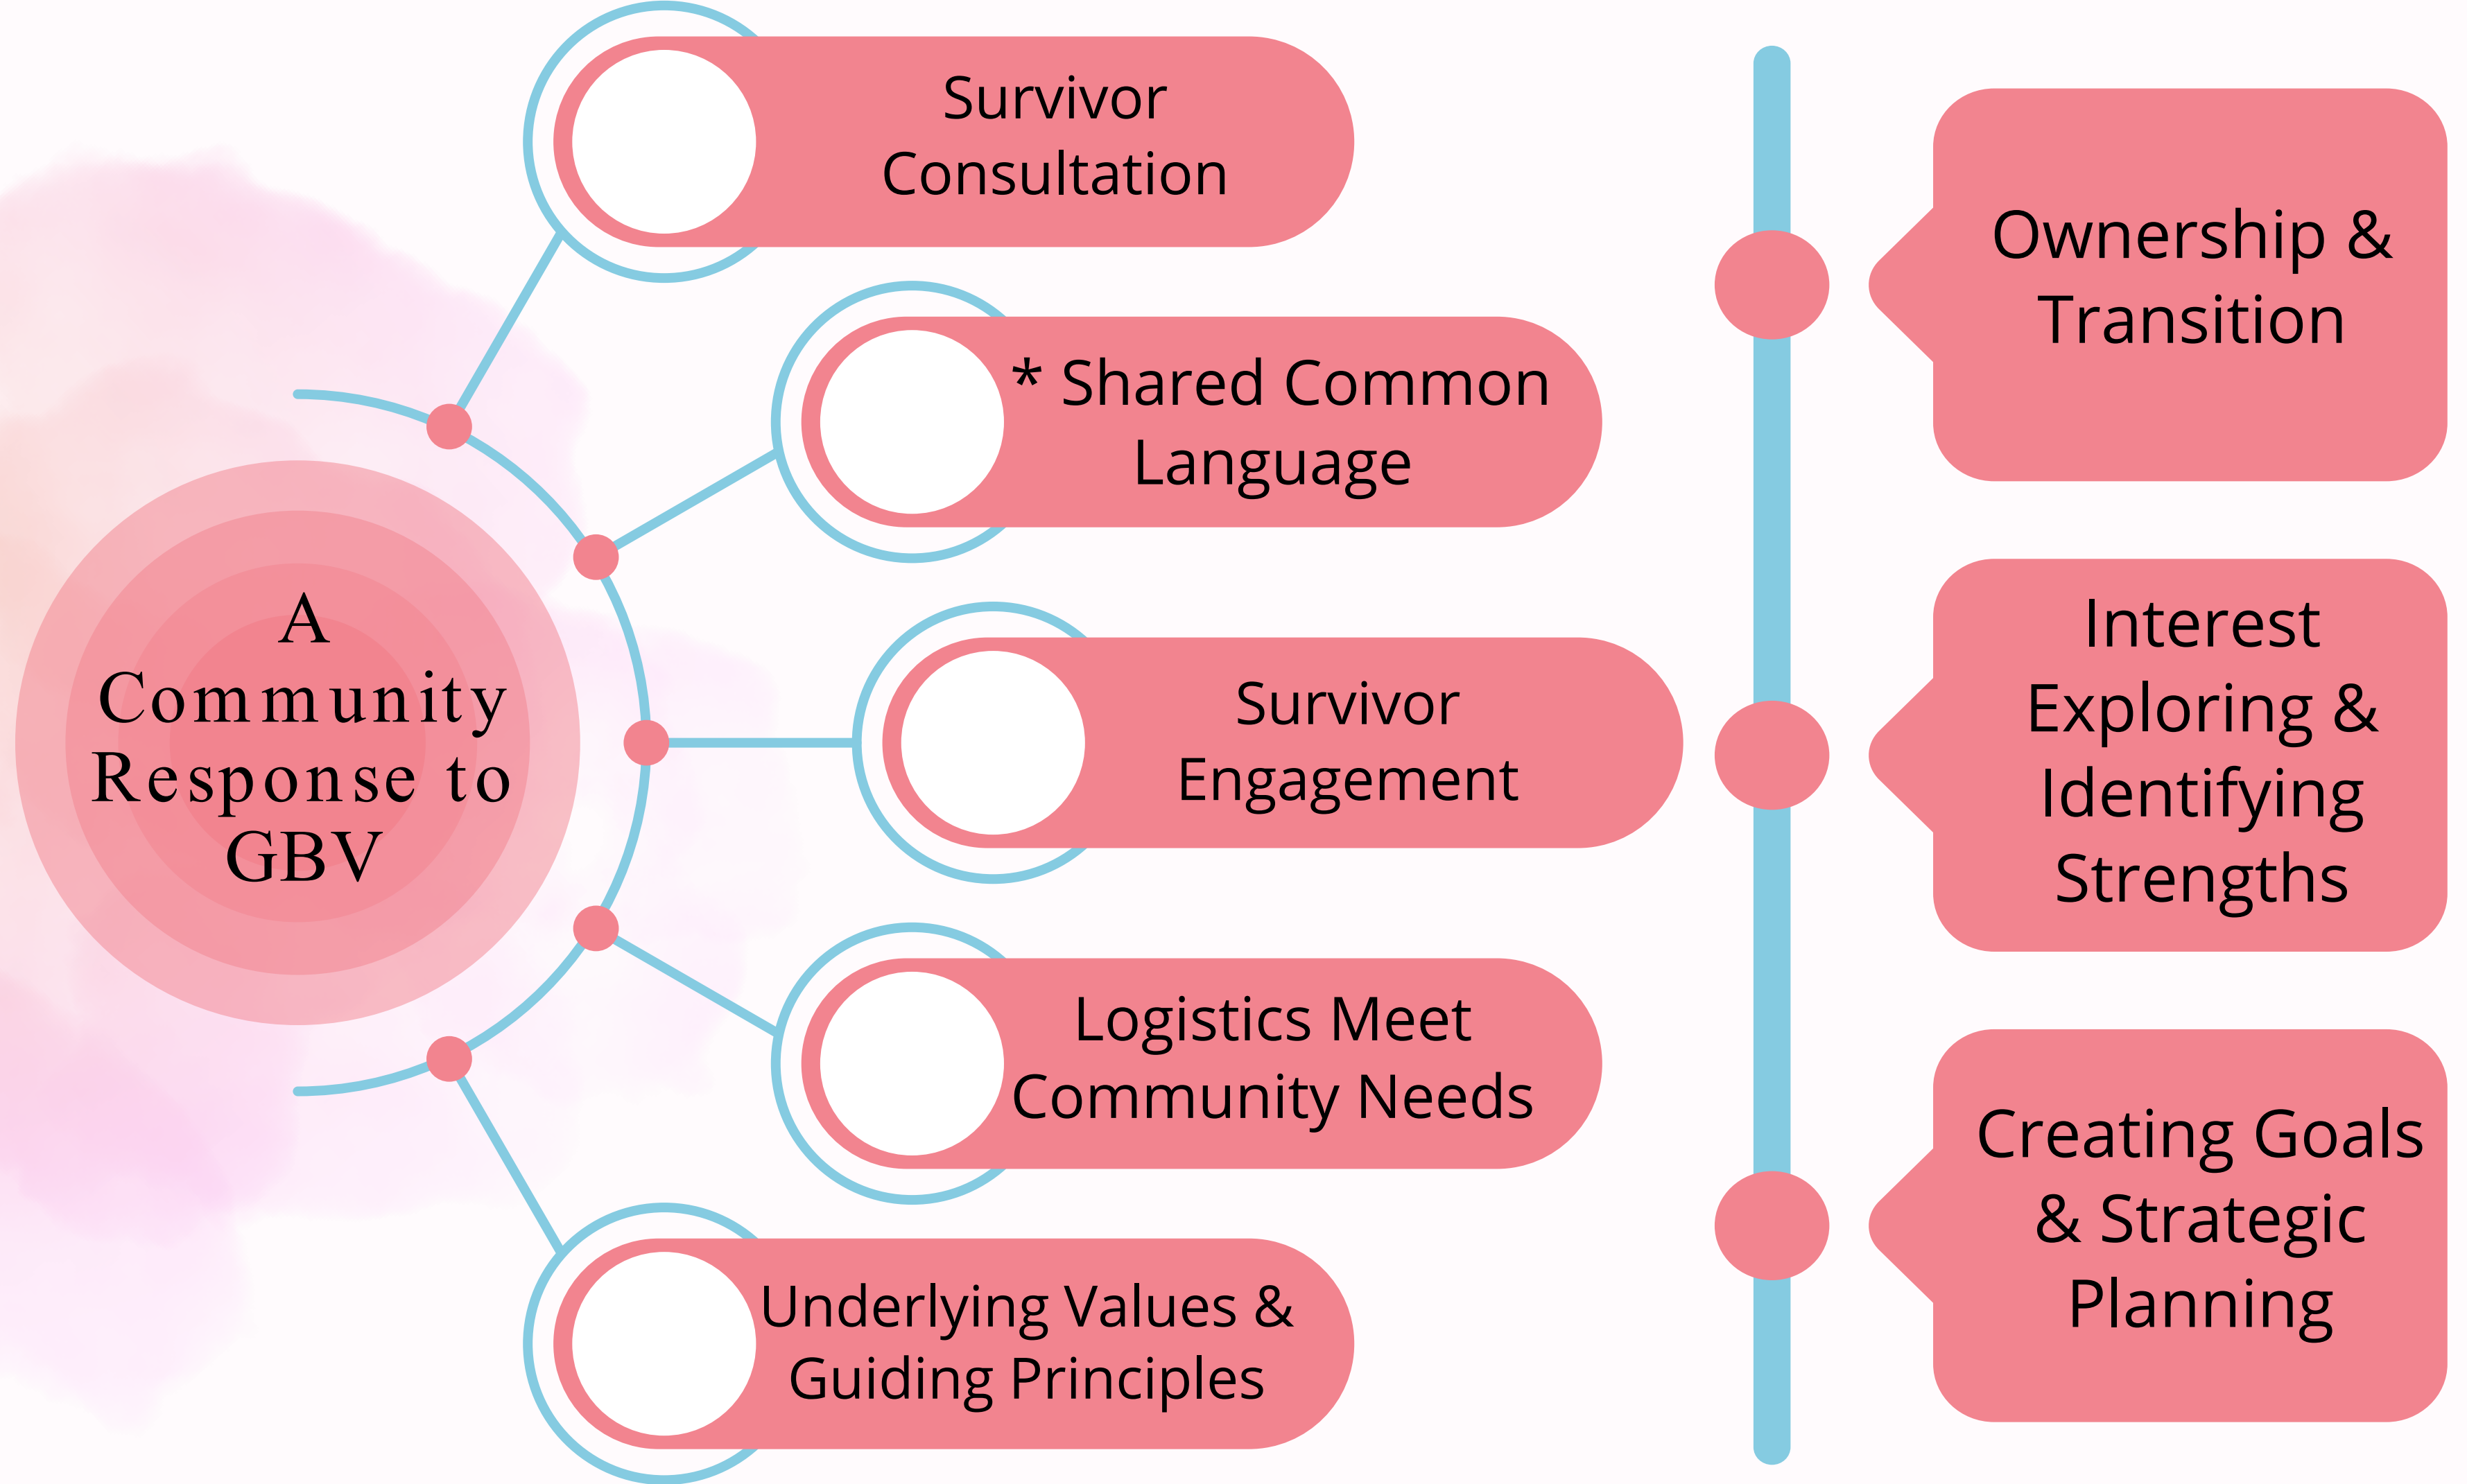 A
Community
Response to
GBV
Survivor
Consultation
* Shared Common
Language
Survivor
Engagement
Logistics Meet
Community Needs
Underlying Values &
Guiding Principles
Ownership &
Transition
Interest
Exploring &
Identifying
Strengths
Creating Goals
& Strategic
Planning